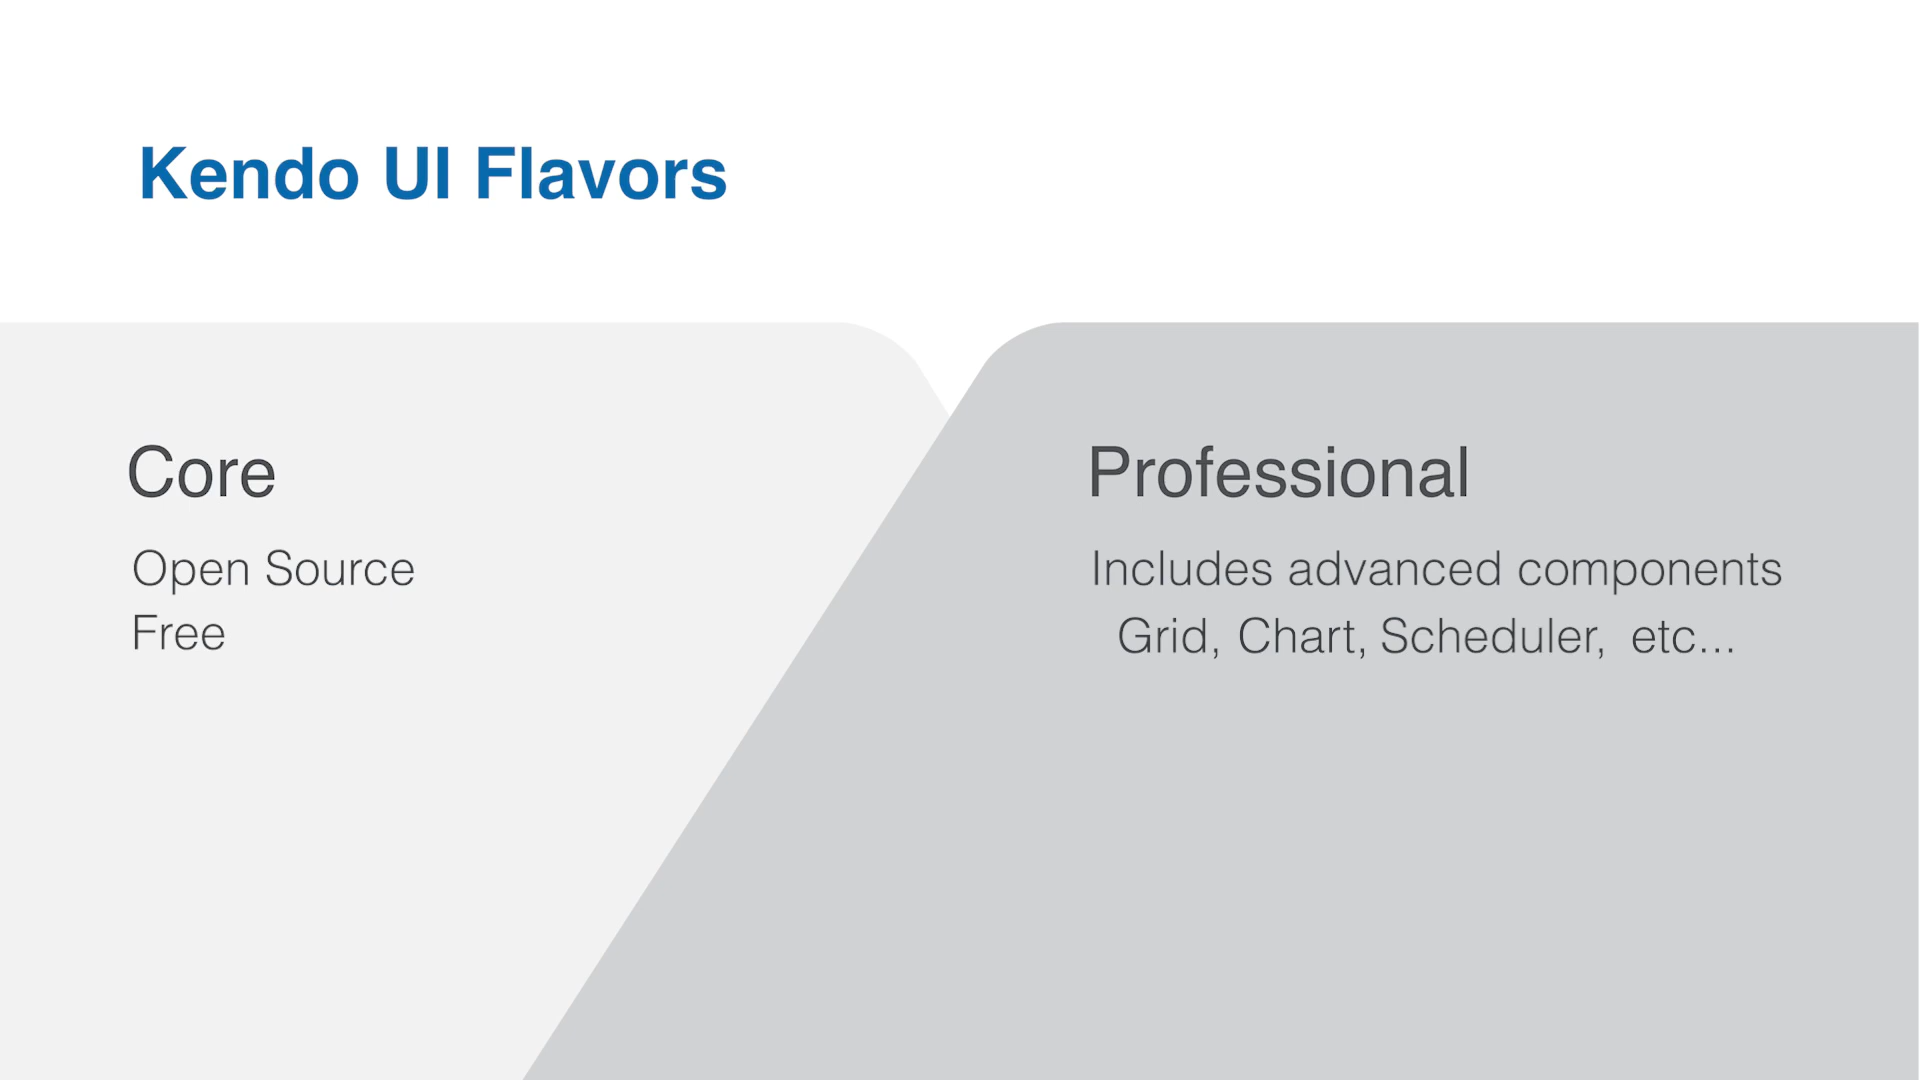 Kendo UI Flavors
Core
Open Source
Free
Professional
Includes advanced components
Grid, Chart, Scheduler, etc...